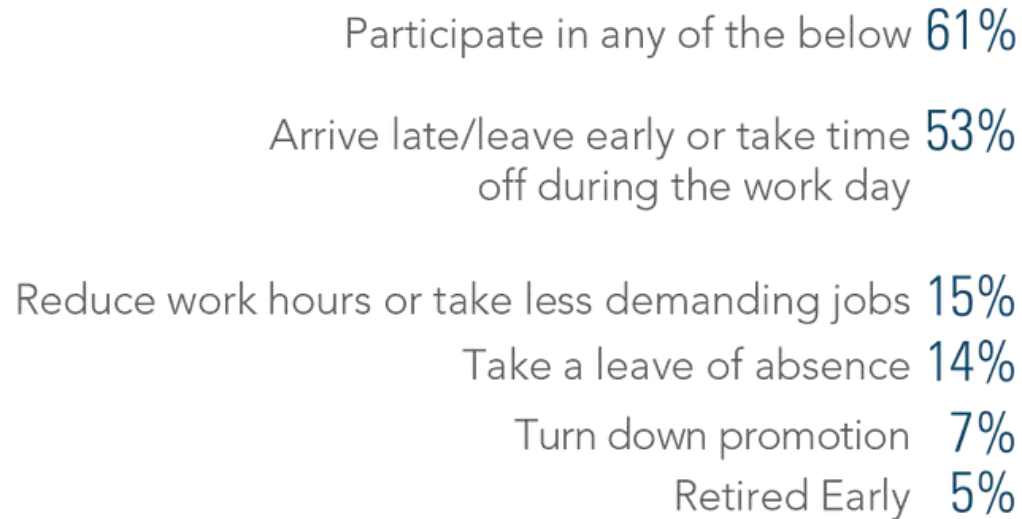 Participate in any of the below 61%
Arrive late/leave early or take time 53%
off during the work day
Reduce work hours or take less demanding jobs 15%
Take a leave of absence 14%
Turn down promotion 7%
Retired Early 5%